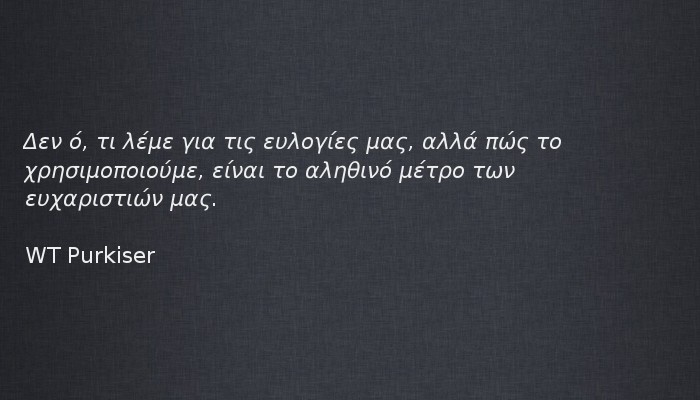 Δεν ό, τι λέμε για τις ευλογίες μας, αλλά πώς το
χρησιμοποιούμε, είναι το αληθινό μέτρο των
ευχαριστιών μας.
WT Purkiser